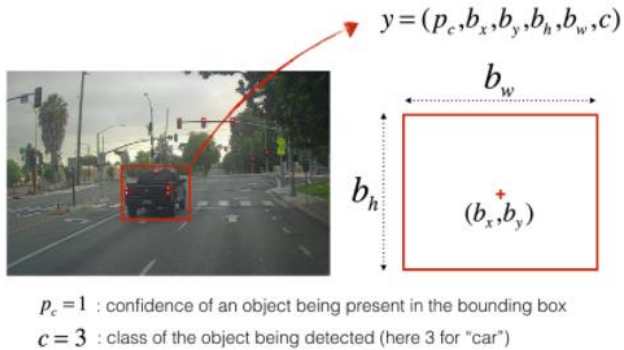 y = (p_c, b_x, b_y, b_h, b_w, c)
b_w
b_h
(b_x, b_y)
p_c = 1 : confidence of an object being present in the bounding box
c = 3 : class of the object being detected (here 3 for "car")